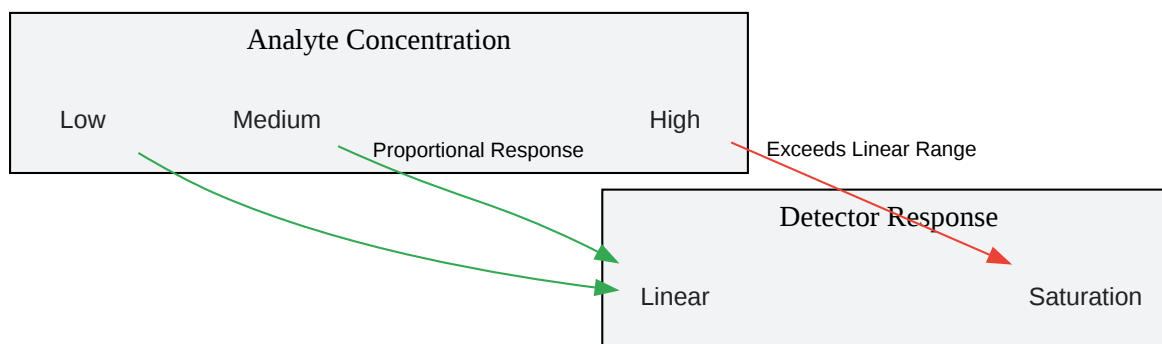 Analyte Concentration
Low
Medium
High
Proportional Response
Exceeds Linear Range
Detector Response
Linear
Saturation